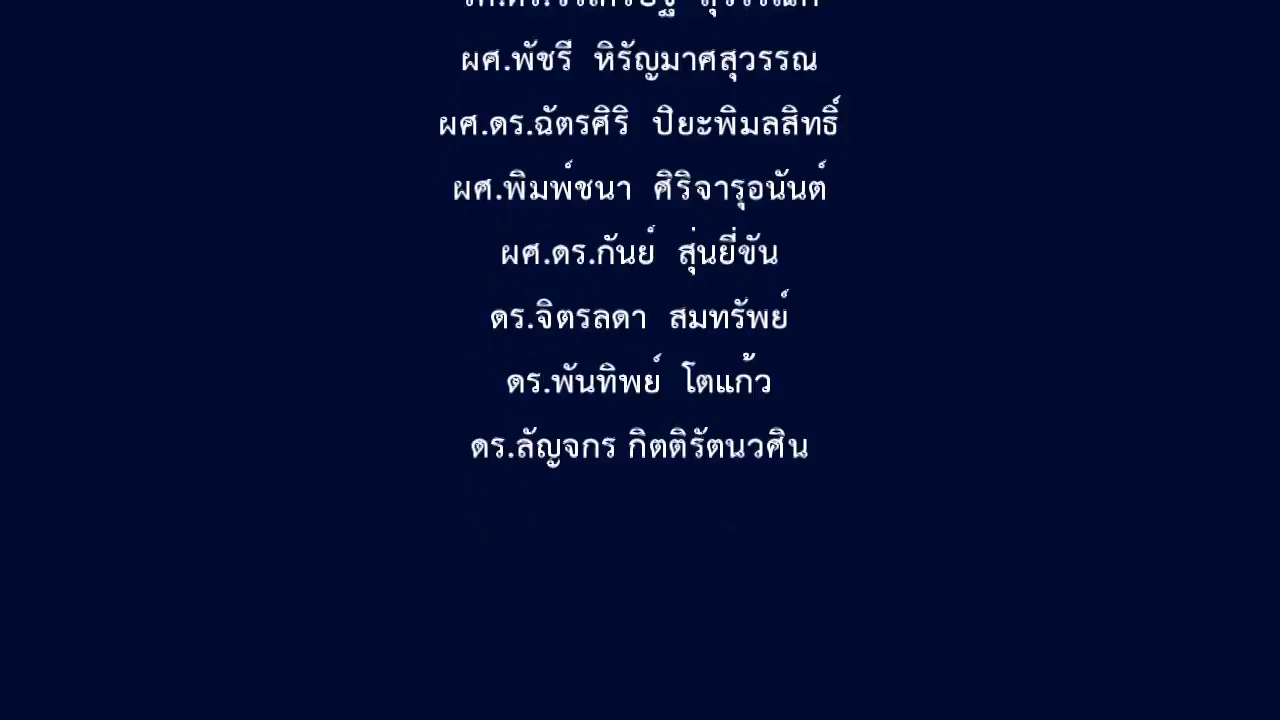 ผศ.พัชรี หิรัญมาศสุวรรณ
ผศ.ดร.ฉัตรศิริ ปิยะพิมลสิทธิ์
ผศ.พิมพ์ชนา ศิริจารุอนันต์
ผศ.ดร.กันย์ สุ่นยี่ขัน
ดร.จิตรลดา สมทรัพย์
ดร.พันทิพย์ โตแก้ว
ดร.ลัญจกร กิตติรัตนวศิน